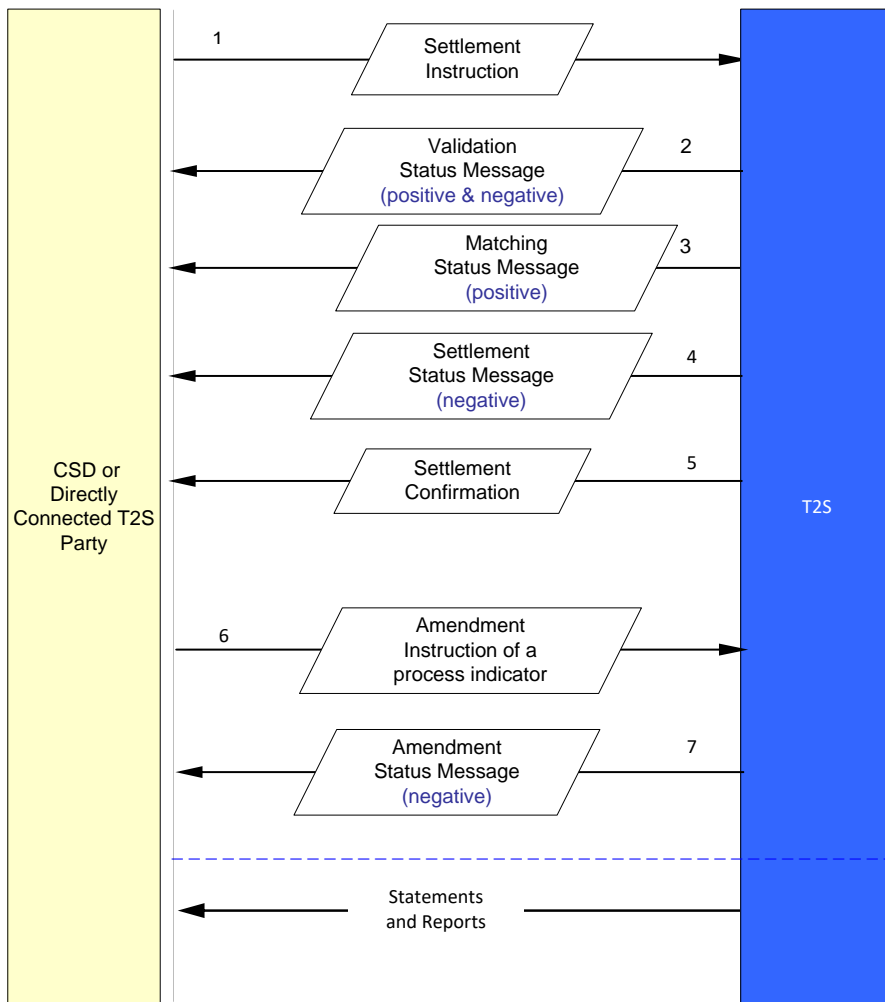 1
Settlement
Instruction
Validation
Status Message
(positive & negative)
2
Matching
Status Message
(positive)
3
Settlement
Status Message
(negative)
4
Settlement
Confirmation
5
CSD or
Directly
Connected T2S
Party
T2S
6
Amendment
Instruction of a
process indicator
Amendment
Status Message
(negative)
7
Statements
and Reports